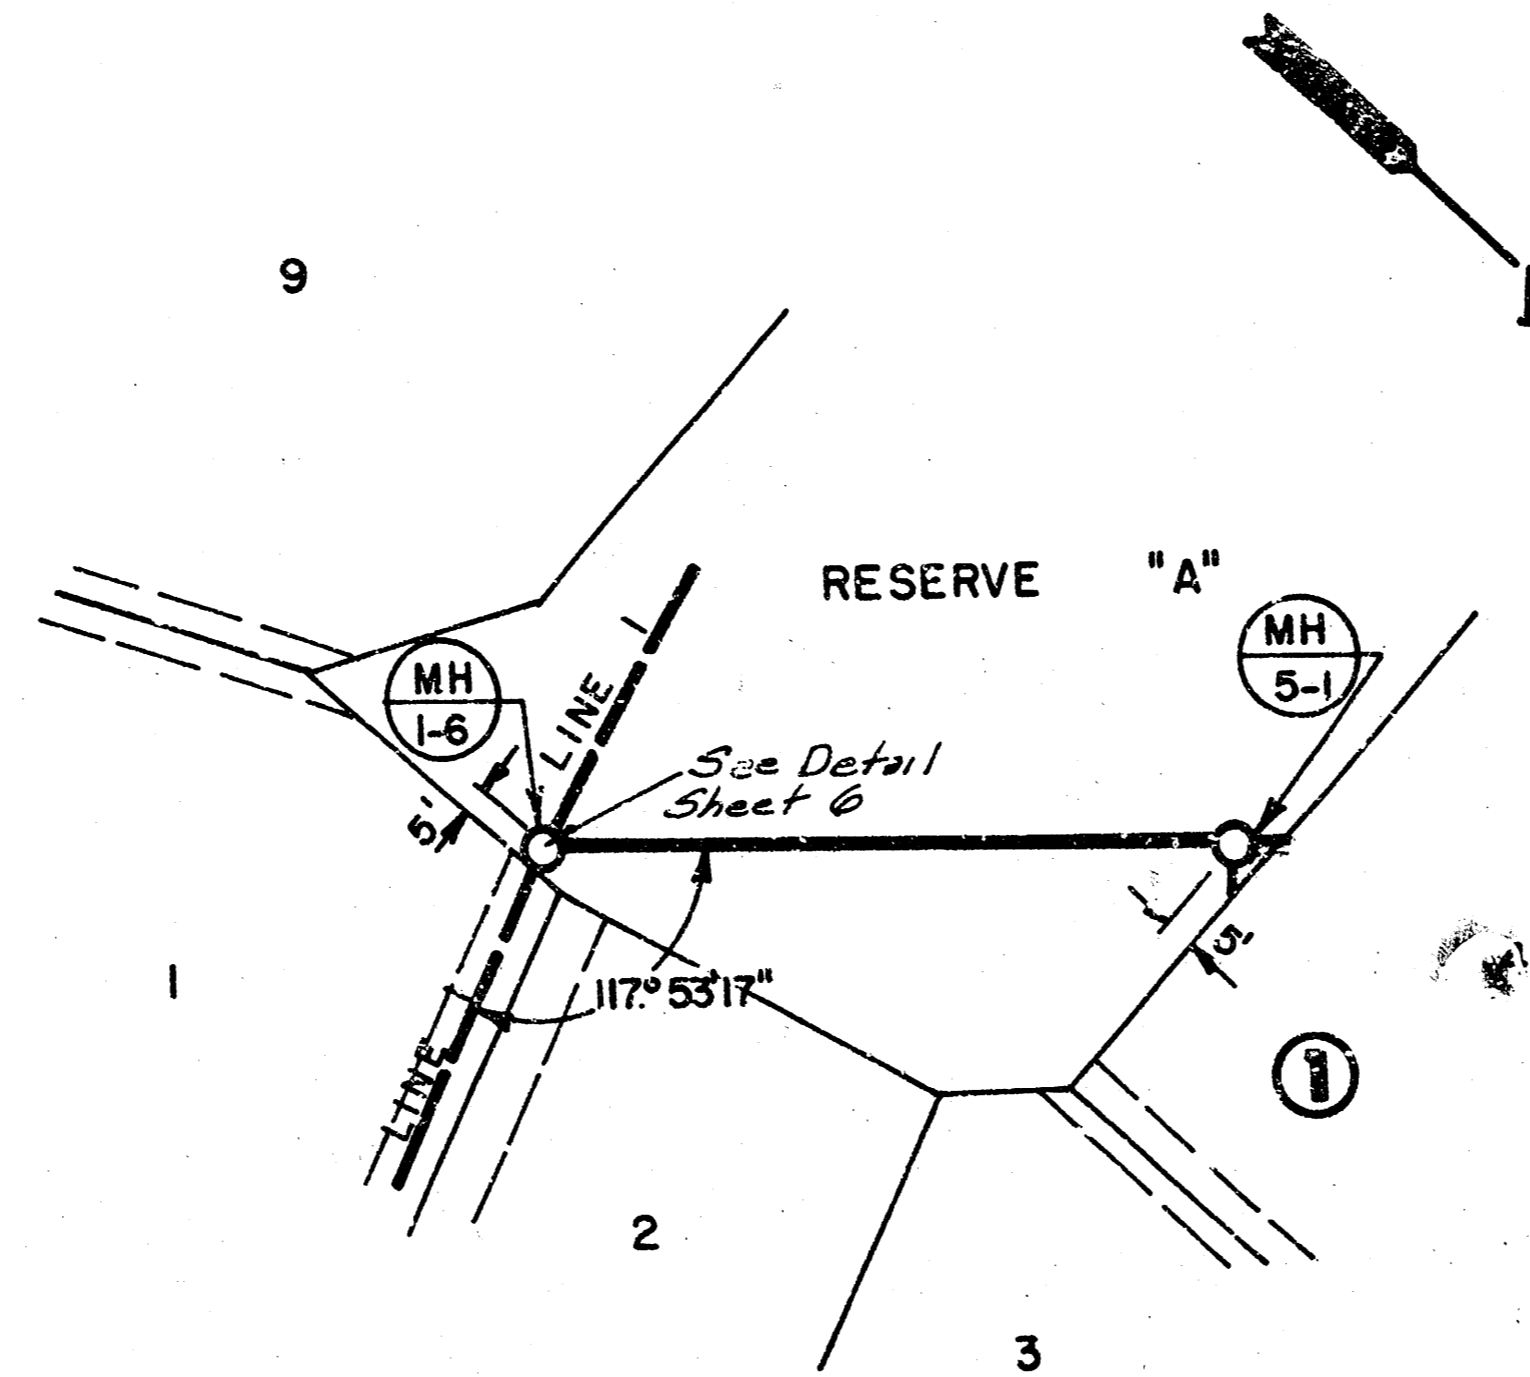 9
RESERVE "A"
MH
1-6
MH
5-1
LINE 1
See Detail
Sheet 6
5'
5'
117° 53' 17"
1
LINE
1
2
3